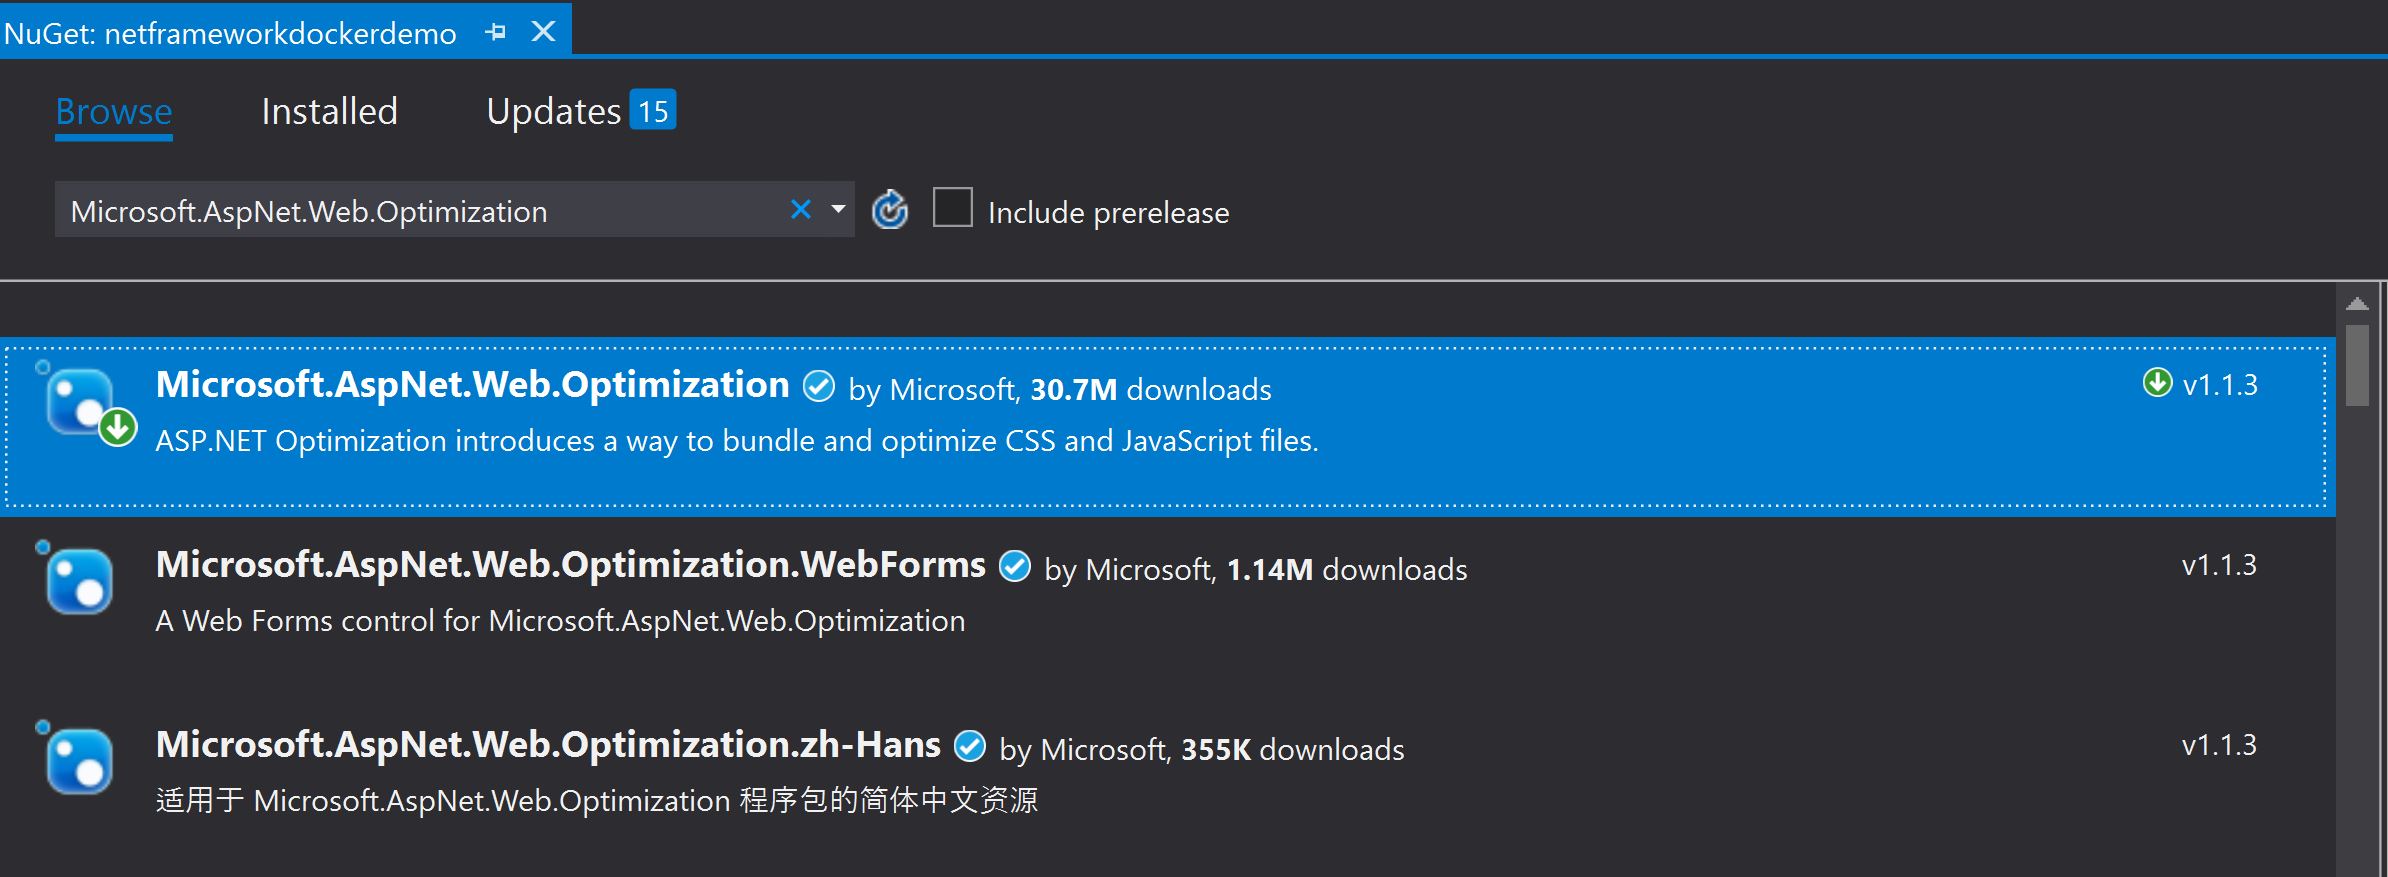 NuGet: netframeworkdockerdemo
Browse Installed Updates 15
Microsoft.AspNet.Web.Optimization Include prerelease
Microsoft.AspNet.Web.Optimization by Microsoft, 30.7M downloads v1.1.3
ASP.NET Optimization introduces a way to bundle and optimize CSS and JavaScript files.
Microsoft.AspNet.Web.Optimization.WebForms by Microsoft, 1.14M downloads v1.1.3
A Web Forms control for Microsoft.AspNet.Web.Optimization
Microsoft.AspNet.Web.Optimization.zh-Hans by Microsoft, 355K downloads v1.1.3
适用于 Microsoft.AspNet.Web.Optimization 程序包的简体中文资源